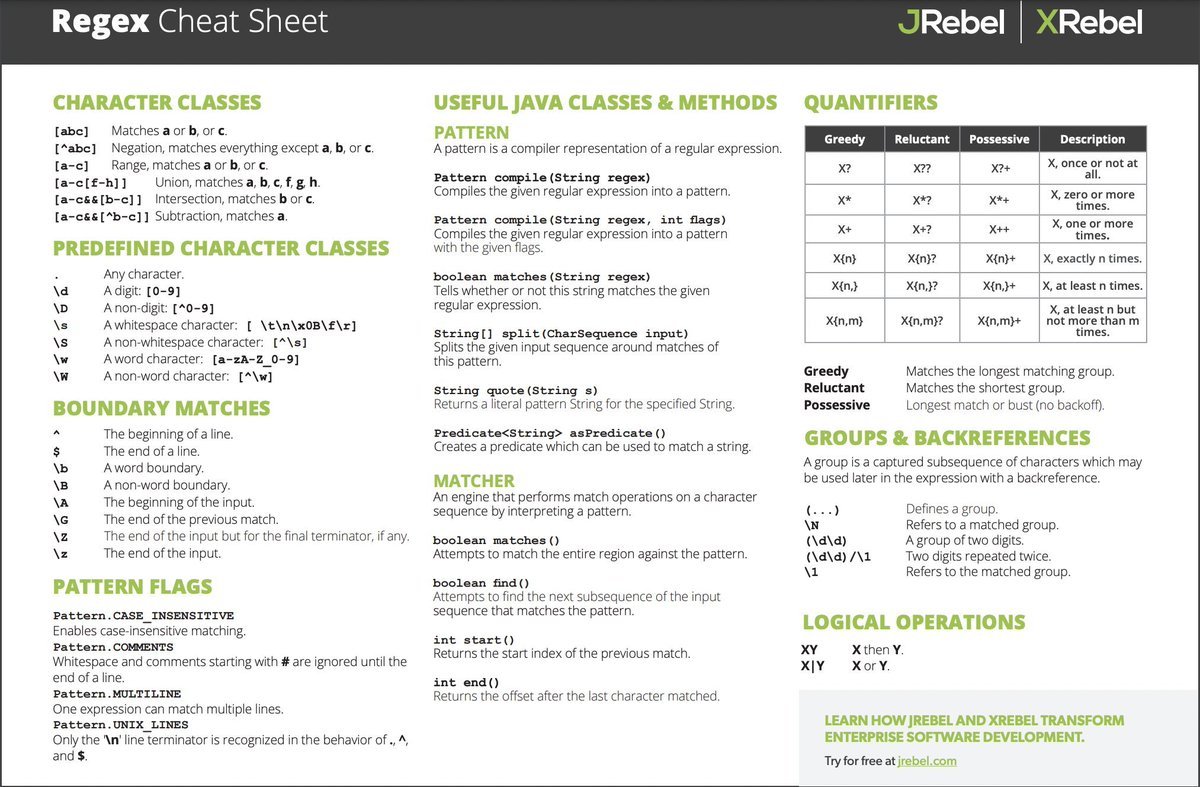 Regex Cheat Sheet
JRebel | XRebel
CHARACTER CLASSES
[abc] Matches a or b, or c.
[^abc] Negation, matches everything except a, b, or c.
[a-c] Range, matches a or b, or c.
[a-c[f-h]] Union, matches a, b, c, f, g, h.
[a-c&&[b-c]] Intersection, matches b or c.
[a-c&&[^b-c]] Subtraction, matches a.
PREDEFINED CHARACTER CLASSES
. Any character.
\d A digit: [0-9]
\D A non-digit: [^0-9]
\s A whitespace character: [ \t\n\x0B\f\r]
\S A non-whitespace character: [^\s]
\w A word character: [a-zA-Z_0-9]
\W A non-word character: [^\w]
BOUNDARY MATCHES
^ The beginning of a line.
$ The end of a line.
\b A word boundary.
\B A non-word boundary.
\A The beginning of the input.
\G The end of the previous match.
\Z The end of the input but for the final terminator, if any.
\z The end of the input.
PATTERN FLAGS
Pattern.CASE_INSENSITIVE
Enables case-insensitive matching.
Pattern.COMMENTS
Whitespace and comments starting with # are ignored until the
end of a line.
Pattern.MULTILINE
One expression can match multiple lines.
Pattern.UNIX_LINES
Only the '\n' line terminator is recognized in the behavior of ., ^,
and $.
USEFUL JAVA CLASSES & METHODS
PATTERN
A pattern is a compiler representation of a regular expression.
Pattern compile(String regex)
Compiles the given regular expression into a pattern.
Pattern compile(String regex, int flags)
Compiles the given regular expression into a pattern
with the given flags.
boolean matches(String regex)
Tells whether or not this string matches the given
regular expression.
String[] split(CharSequence input)
Splits the given input sequence around matches of
this pattern.
String quote(String s)
Returns a literal pattern String for the specified String.
Predicate<String> asPredicate()
Creates a predicate which can be used to match a string.
MATCHER
An engine that performs match operations on a character
sequence by interpreting a pattern.
boolean matches()
Attempts to match the entire region against the pattern.
boolean find()
Attempts to find the next subsequence of the input
sequence that matches the pattern.
int start()
Returns the start index of the previous match.
int end()
Returns the offset after the last character matched.
QUANTIFIERS
Greedy Reluctant Possessive Description
X? X?? X?+ X, once or not at
all.
X* X*? X*+ X, zero or more
times.
X+ X+? X++ X, one or more
times.
X{n} X{n}? X{n}+ X, exactly n times.
X{n,} X{n,}? X{n,}+ X, at least n times.
X{n,m} X{n,m}? X{n,m}+ X, at least n but
not more than m
times.
Greedy Matches the longest matching group.
Reluctant Matches the shortest group.
Possessive Longest match or bust (no backoff).
GROUPS & BACKREFERENCES
A group is a captured subsequence of characters which may
be used later in the expression with a backreference.
(...) Defines a group.
\N Refers to a matched group.
(\d\d) A group of two digits.
(\d\d)/\1 Two digits repeated twice.
\1 Refers to the matched group.
LOGICAL OPERATIONS
XY X then Y.
X|Y X or Y.
LEARN HOW JREBEL AND XREBEL TRANSFORM
ENTERPRISE SOFTWARE DEVELOPMENT.
Try for free at jrebel.com